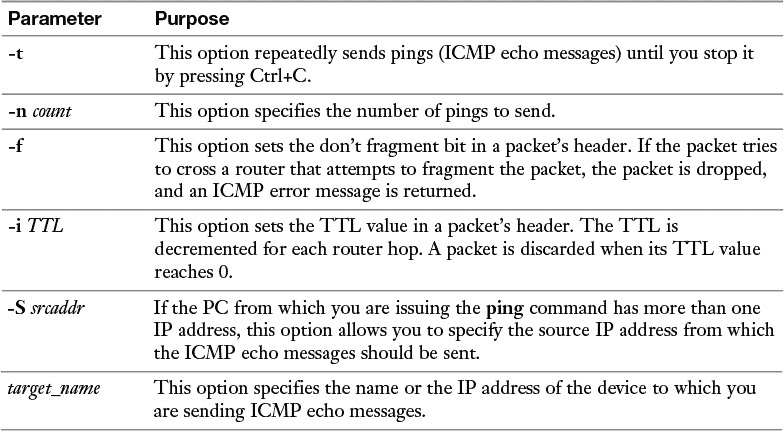 Parameter Purpose
-t This option repeatedly sends pings (ICMP echo messages) until you stop it
by pressing Ctrl+C.
-n count This option specifies the number of pings to send.
-f This option sets the don’t fragment bit in a packet’s header. If the packet tries
to cross a router that attempts to fragment the packet, the packet is dropped,
and an ICMP error message is returned.
-i TTL This option sets the TTL value in a packet’s header. The TTL is
decremented for each router hop. A packet is discarded when its TTL value
reaches 0.
-S srcaddr If the PC from which you are issuing the ping command has more than one
IP address, this option allows you to specify the source IP address from which
the ICMP echo messages should be sent.
target_name This option specifies the name or the IP address of the device to which you
are sending ICMP echo messages.